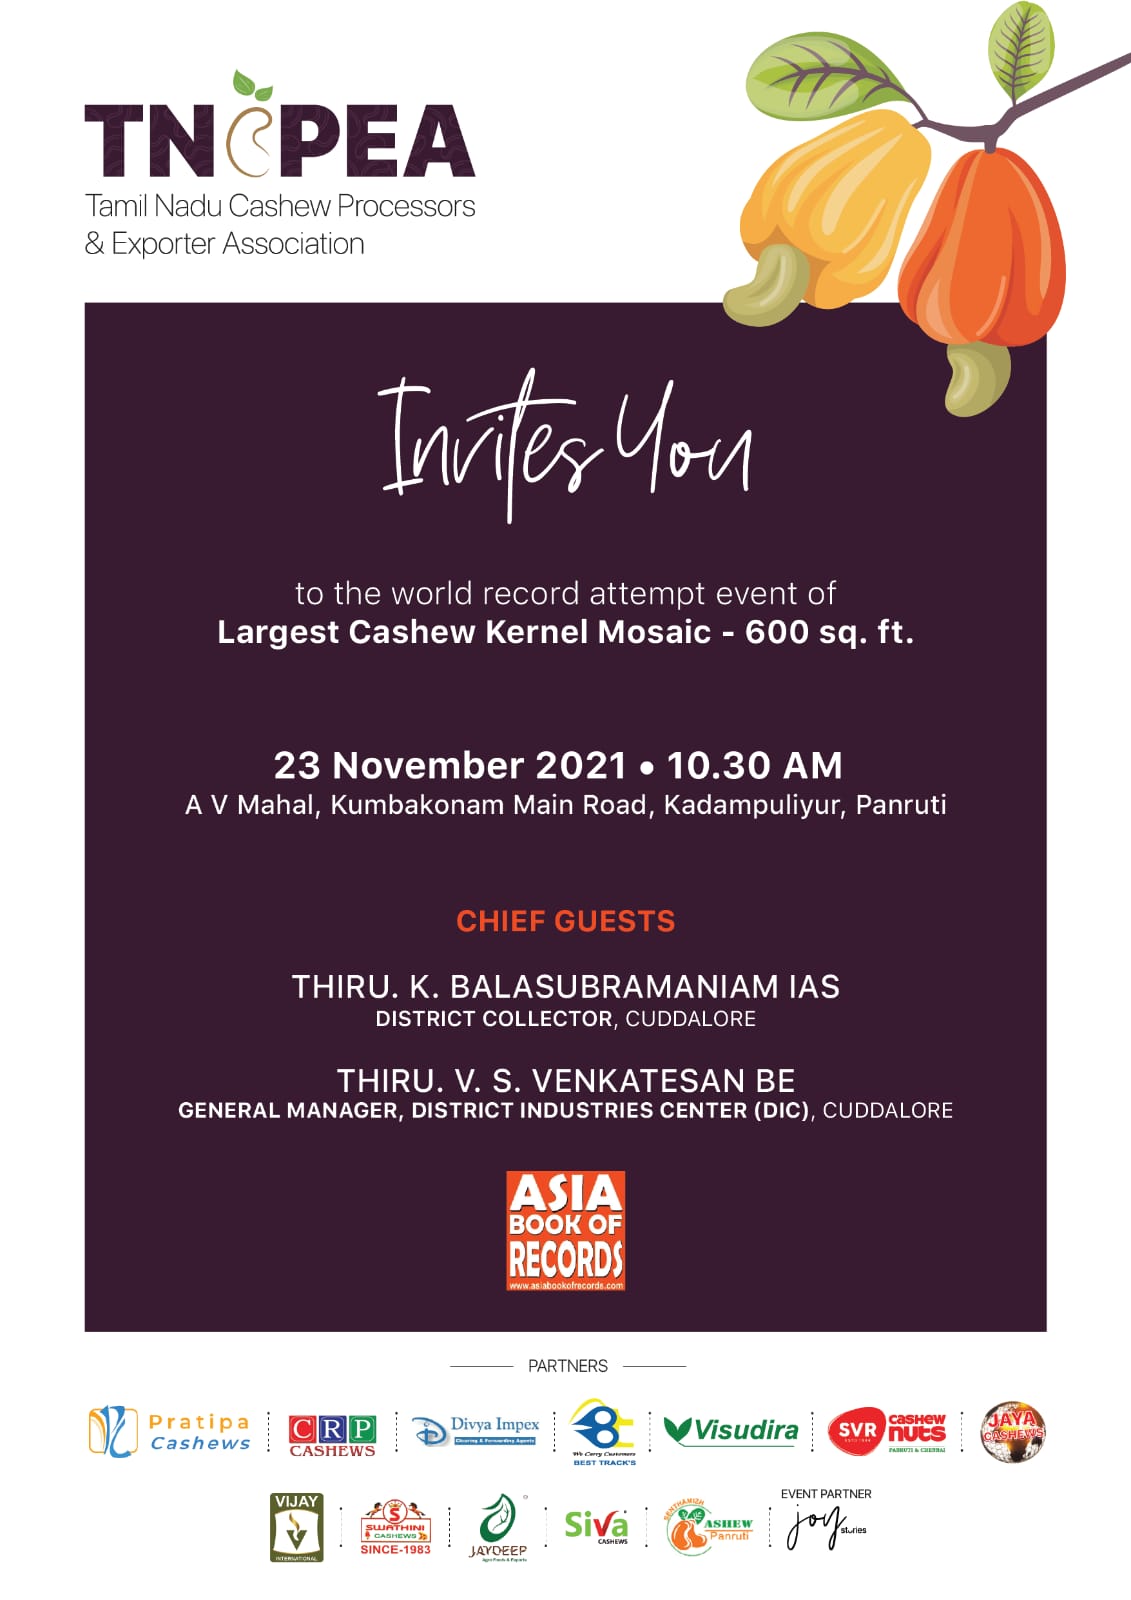 TNCPEA
Tamil Nadu Cashew Processors
& Exporter Association
Invites You
to the world record attempt event of
Largest Cashew Kernel Mosaic - 600 sq. ft.
23 November 2021 • 10.30 AM
A V Mahal, Kumbakonam Main Road, Kadampuliyur, Panruti
CHIEF GUESTS
THIRU. K. BALASUBRAMANIAM IAS
DISTRICT COLLECTOR, CUDDALORE
THIRU. V. S. VENKATESAN BE
GENERAL MANAGER, DISTRICT INDUSTRIES CENTER (DIC), CUDDALORE
ASIA
BOOK OF
RECORDS
www.asiabookofrecords.com
PARTNERS
Pratipa
Cashews
CRP
CASHEWS
Divya Impex
Clearing & Forwarding Agents
We Carry Customers
BEST TRACK'S
Visudira
SVR
ESTD 1998
CASHEW
NUTS
PANRUTI & CHENNAI
JAYA
CASHEWS
VIJAY
INTERNATIONAL
S
SWATHINI
CASHEWS
SINCE-1983
JAYDEEP
Agro Foods & Exports
Siva
CASHEWS
SENTHAMIZH
CASHEW
Panruti
EVENT PARTNER
joy
stories